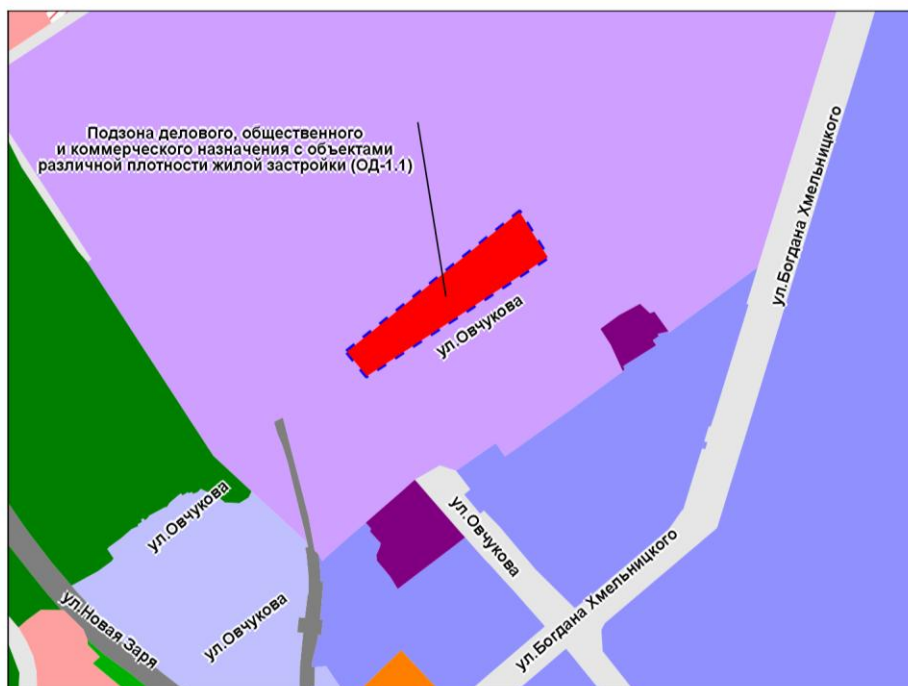 Подзона делового, общественного
и коммерческого назначения с объектами
различной плотности жилой застройки (ОД-1.1)
ул.Богдана Хмельницкого
ул.Овчукова
ул.Овчукова
ул.Овчукова
ул.Богдана Хмельницкого
ул.Новая Заря
ул.Овчукова